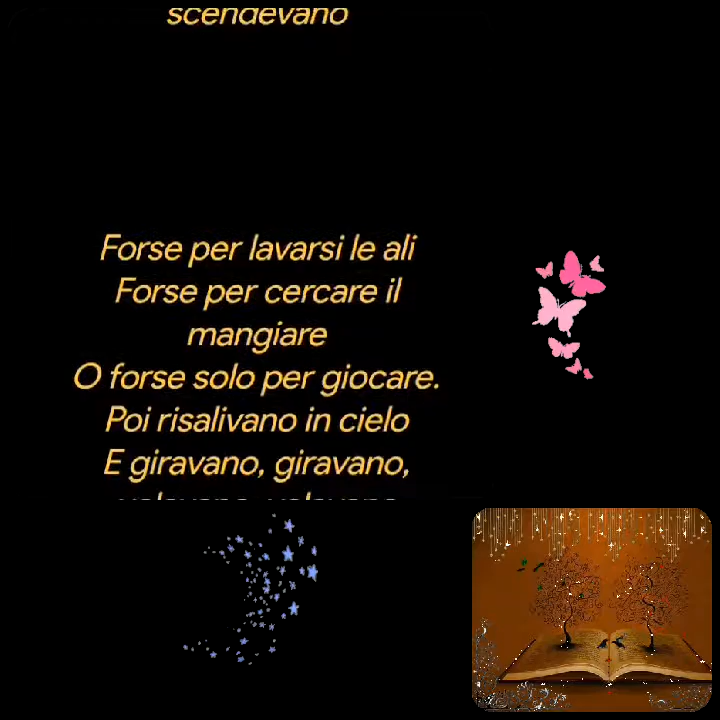 scendevano
Forse per lavarsi le ali
Forse per cercare il
mangiare
O forse solo per giocare.
Poi risalivano in cielo
E giravano, giravano,